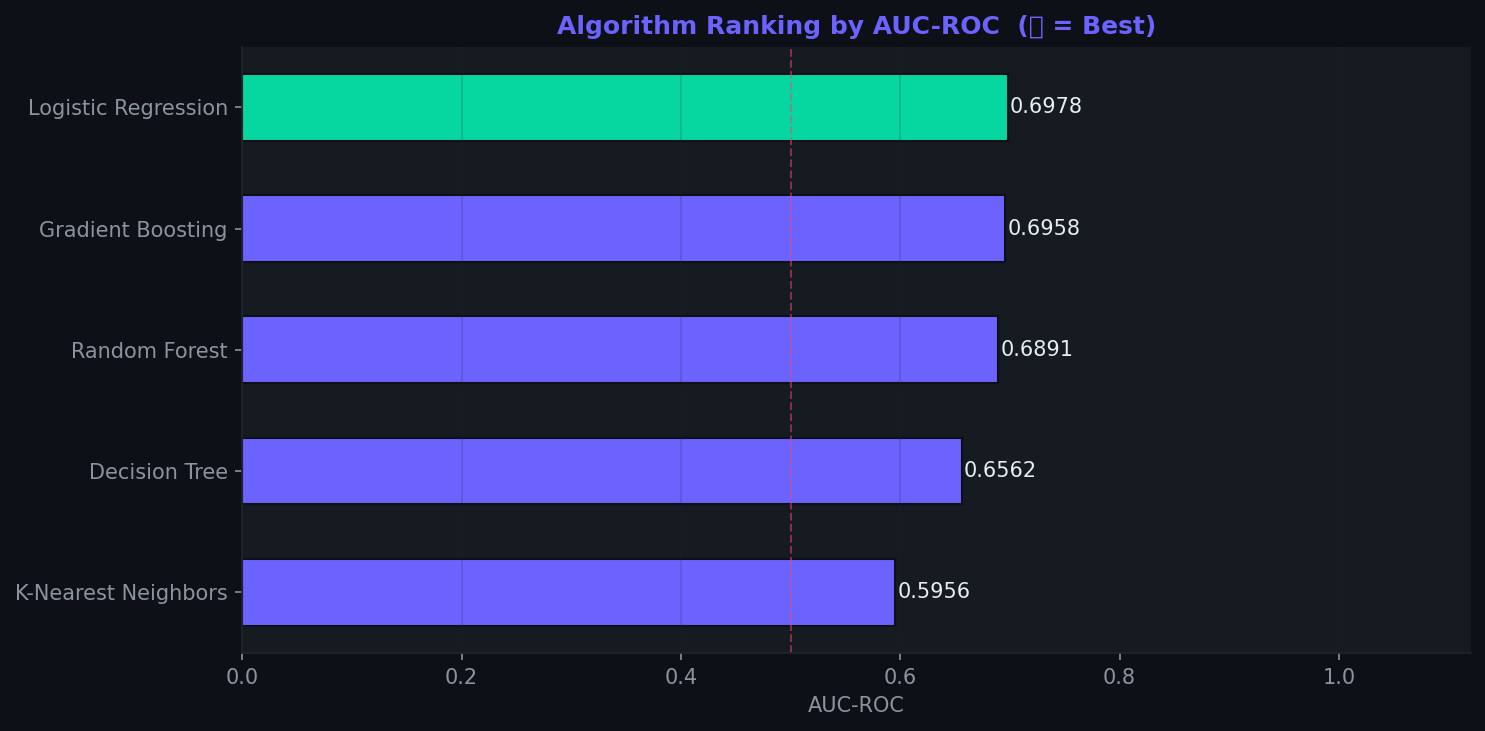 Algorithm Ranking by AUC-ROC (▯ = Best)
Logistic Regression
0.6978
Gradient Boosting
0.6958
Random Forest
0.6891
Decision Tree
0.6562
K-Nearest Neighbors
0.5956
0.0 0.2 0.4 0.6 0.8 1.0
AUC-ROC